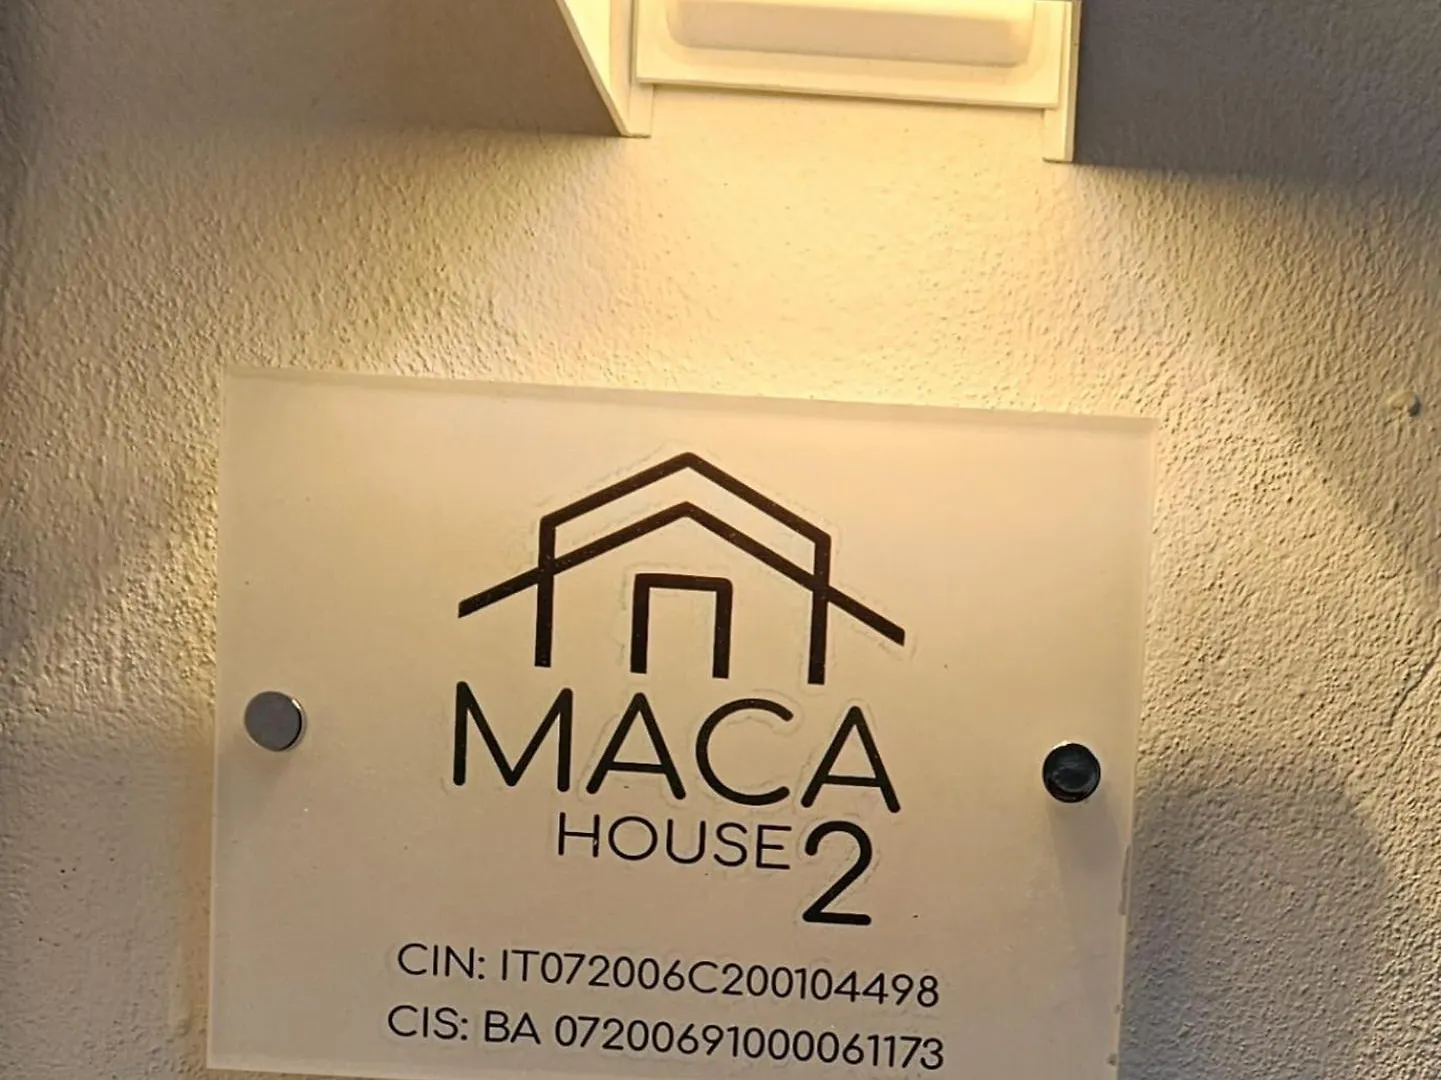 MACA
HOUSE 2
CIN: IT072006C200104498
CIS: BA 07200691000061173